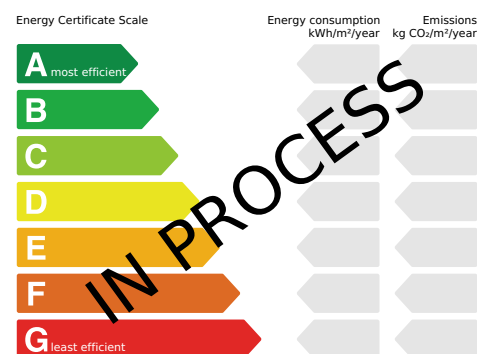 Energy Certificate Scale
Energy consumption
kWh/m²/year
Emissions
kg CO₂/m²/year
A most efficient
B
C
D
E
F
G least efficient
IN PROCESS